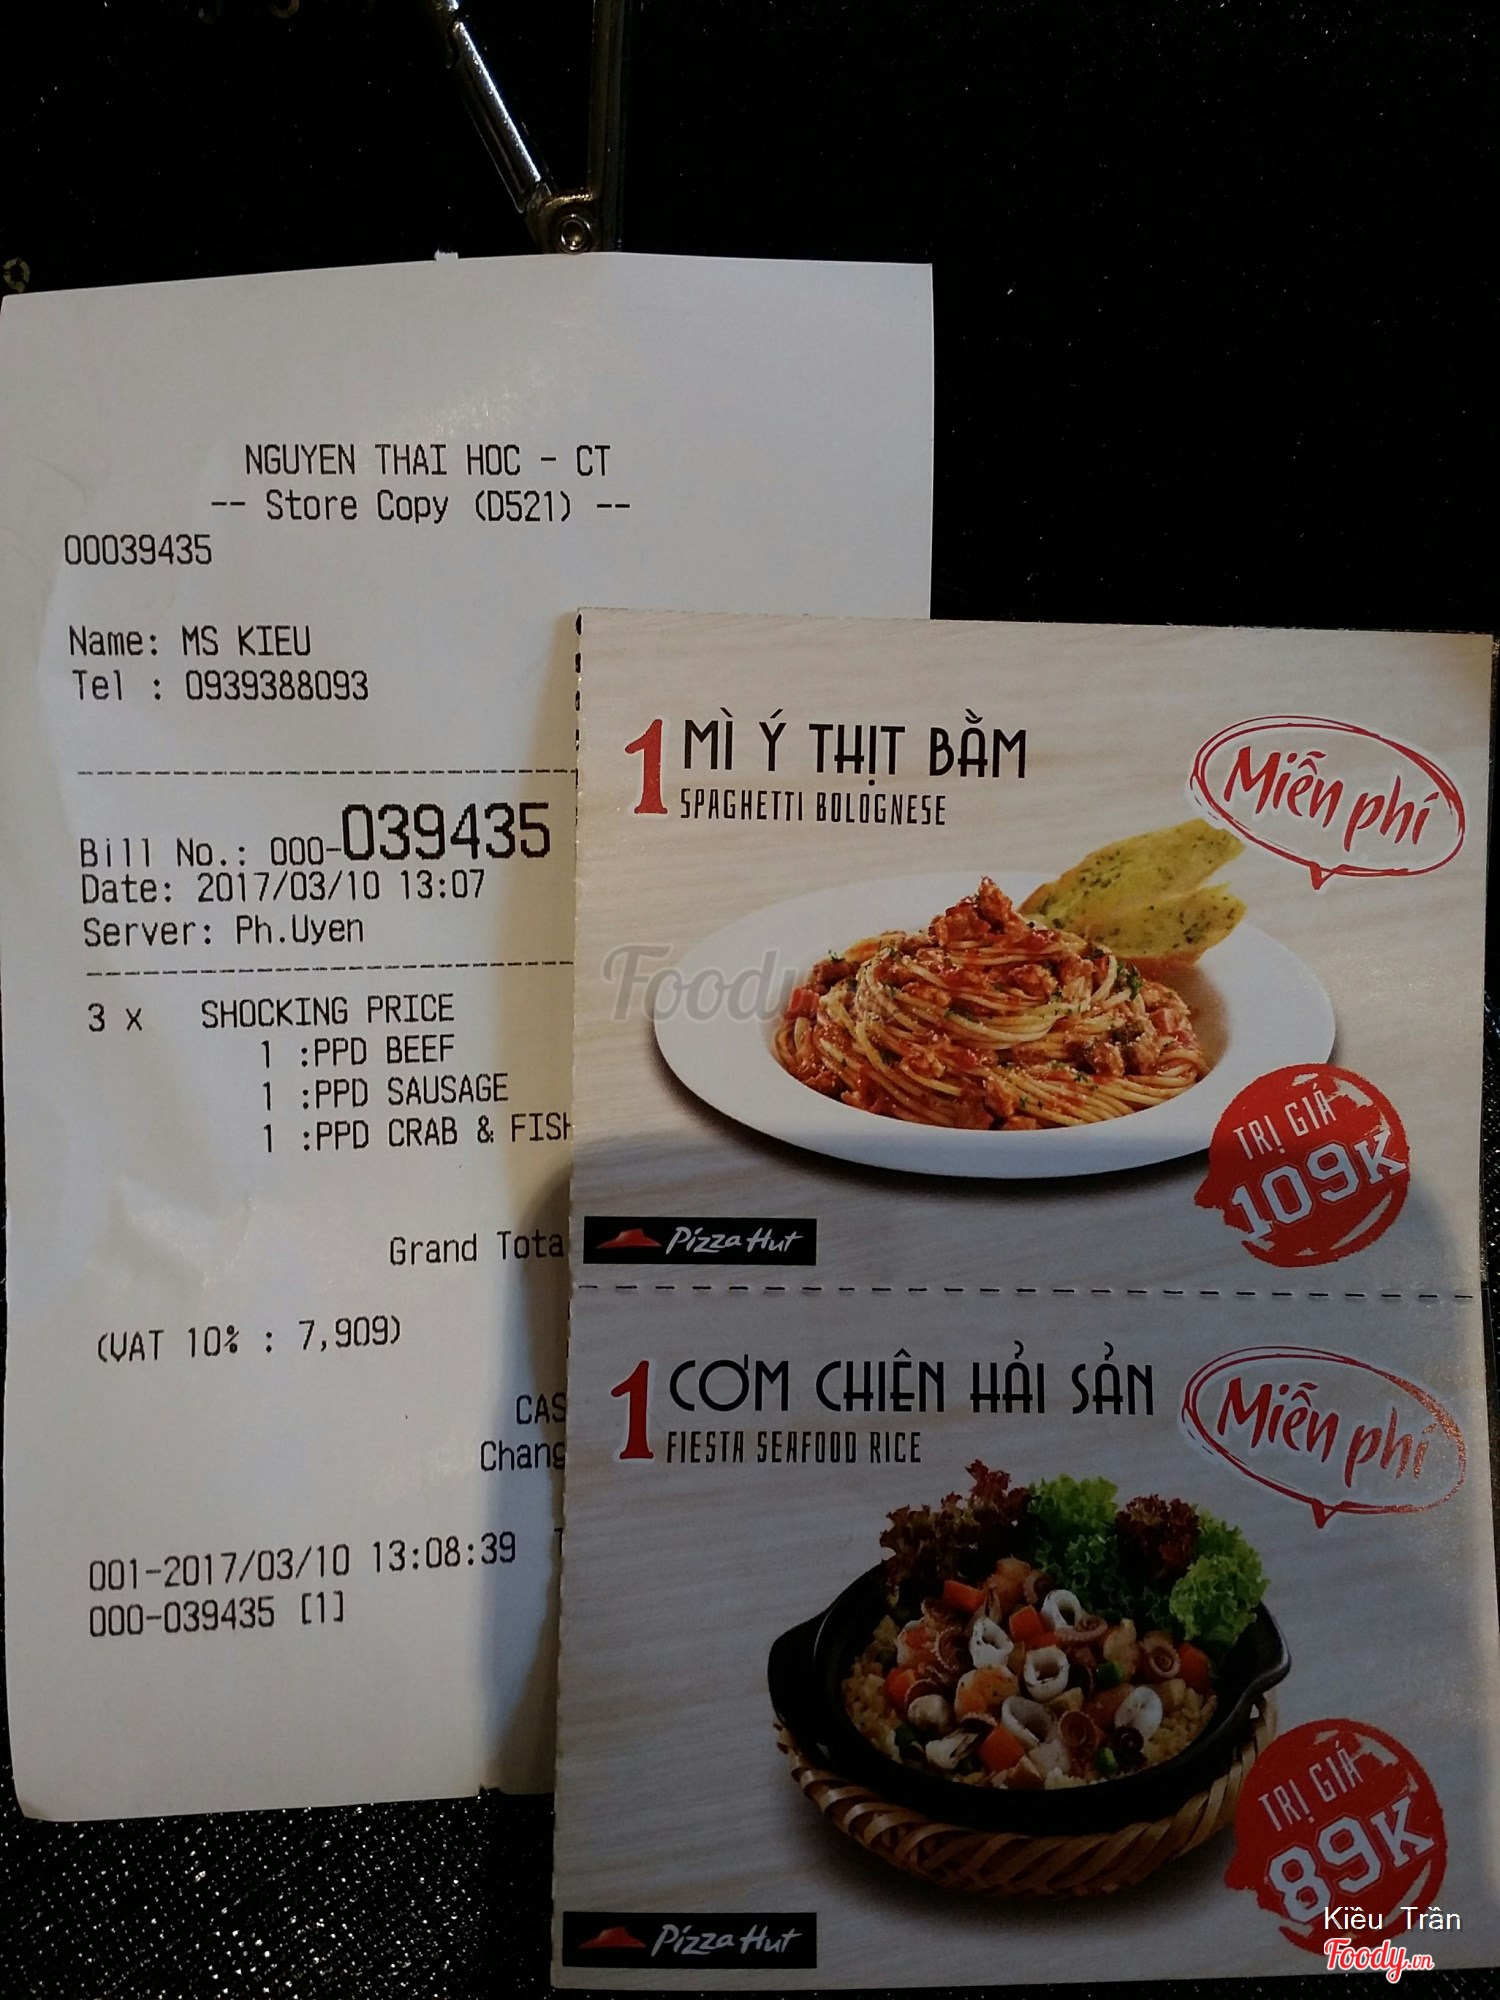 NGUYEN THAI HOC - CT
-- Store Copy (D521) --
00039435
Name: MS KIEU
Tel : 0939388093
Bill No.: 000-039435
Date: 2017/03/10 13:07
Server: Ph.Uyen
3 x SHOCKING PRICE
1 :PPD BEEF
1 :PPD SAUSAGE
1 :PPD CRAB & FISH
Grand Tota
(VAT 10% : 7,909)
CAS
Chang
001-2017/03/10 13:08:39
000-039435 [1]
1 MÌ Ý THỊT BẰM
SPAGHETTI BOLOGNESE
Miễn phí
Foody
TRỊ GIÁ
109K
Pizza Hut
1 CƠM CHIÊN HẢI SẢN
FIESTA SEAFOOD RICE
Miễn phí
TRỊ GIÁ
89K
Pizza Hut
Kiều Trần
Foody.vn